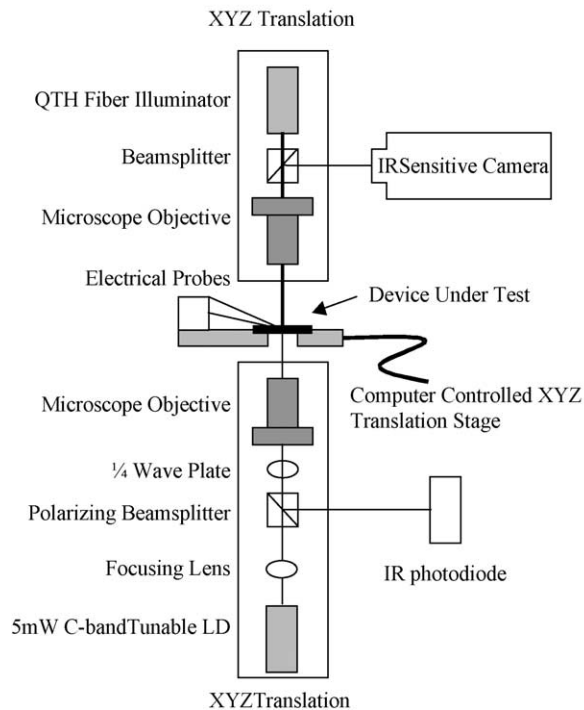 XYZ Translation
QTH Fiber Illuminator
Beamsplitter
IRSensitive Camera
Microscope Objective
Electrical Probes
Device Under Test
Computer Controlled XYZ
Translation Stage
Microscope Objective
¼ Wave Plate
Polarizing Beamsplitter
IR photodiode
Focusing Lens
5mW C-bandTunable LD
XYZTranslation